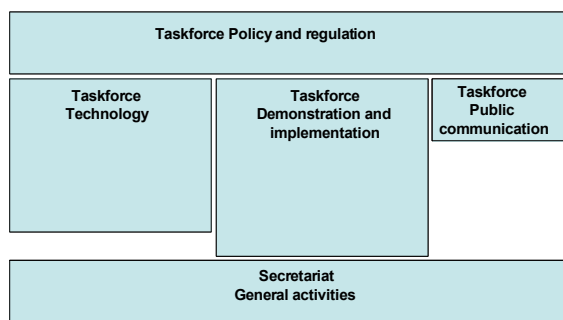 Taskforce Policy and regulation
Taskforce
Technology
Taskforce
Demonstration and
implementation
Taskforce
Public
communication
Secretariat
General activities